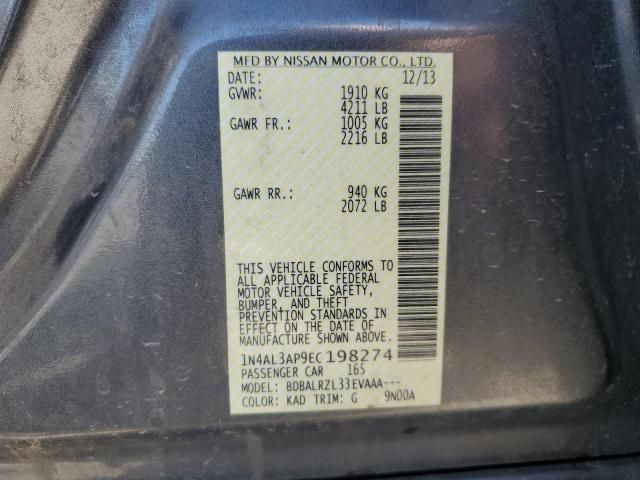 MFD BY NISSAN MOTOR CO., LTD.
DATE: 12/13
GVWR: 1910 KG
4211 LB
GAWR FR.: 1005 KG
2216 LB
GAWR RR.: 940 KG
2072 LB
THIS VEHICLE CONFORMS TO
ALL APPLICABLE FEDERAL
MOTOR VEHICLE SAFETY,
BUMPER, AND THEFT
PREVENTION STANDARDS IN
EFFECT ON THE DATE OF
MANUFACTURE SHOWN ABOVE.
1N4AL3AP9EC198274
PASSENGER CAR 165
MODEL: BDBALRZL33EVAAA---
COLOR: KAD TRIM: G 9N00A